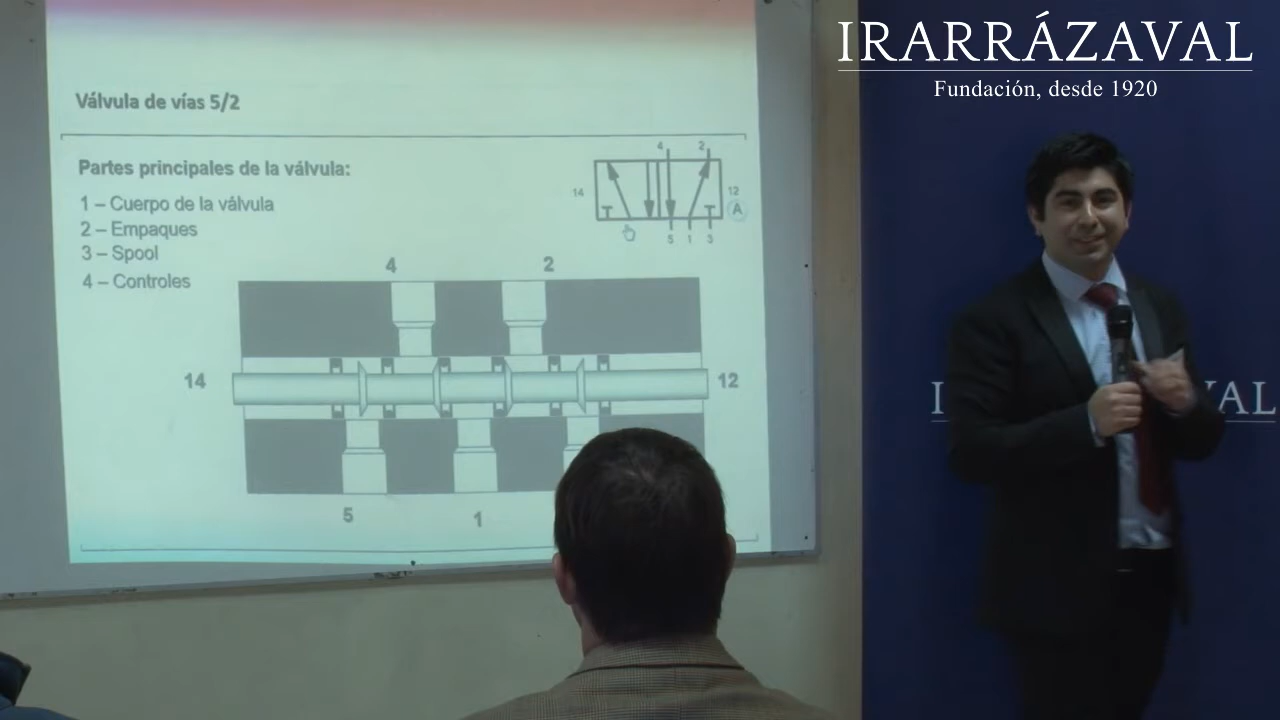 IRARRÁZAVAL
Fundación, desde 1920
Válvula de vías 5/2
Partes principales de la válvula:
1 – Cuerpo de la válvula
2 – Empaques
3 – Spool
4 – Controles
4 2
14 12
A
5 1 3
4 2
14 12
5 1
I AL